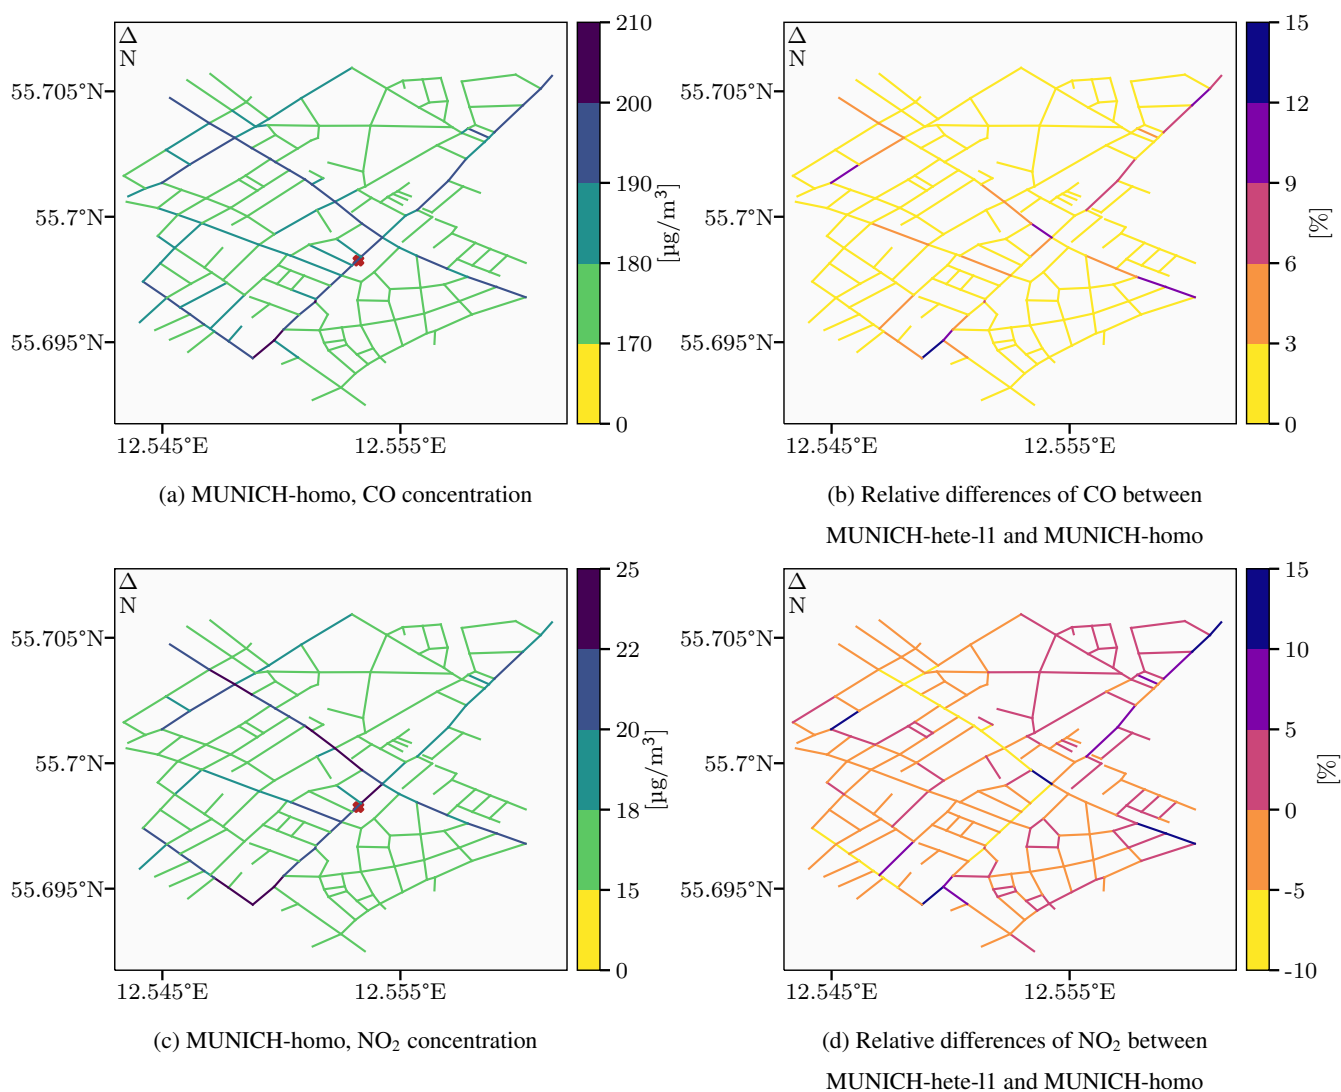 Δ
N
55.705°N
55.7°N
55.695°N
12.545°E
12.555°E
210
200
190
180
170
0
[µg/m³]
(a) MUNICH-homo, CO concentration
Δ
N
55.705°N
55.7°N
55.695°N
12.545°E
12.555°E
15
12
9
6
3
0
[%]
(b) Relative differences of CO between
MUNICH-hete-l1 and MUNICH-homo
Δ
N
55.705°N
55.7°N
55.695°N
12.545°E
12.555°E
25
22
20
18
15
0
[µg/m³]
(c) MUNICH-homo, NO₂ concentration
Δ
N
55.705°N
55.7°N
55.695°N
12.545°E
12.555°E
15
10
5
0
-5
-10
[%]
(d) Relative differences of NO₂ between
MUNICH-hete-l1 and MUNICH-homo